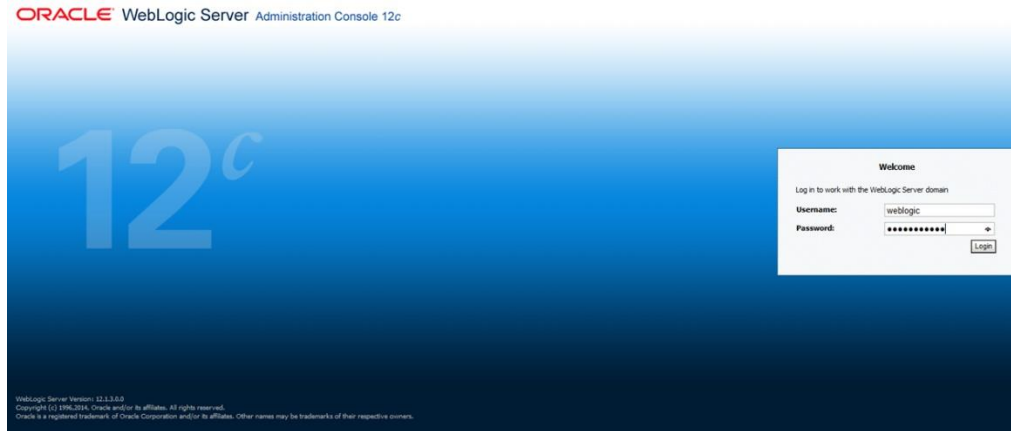 ORACLE WebLogic Server Administration Console 12c
12c
Welcome
Log in to work with the WebLogic Server domain
Username: weblogic
Password: ●●●●●●●●●●●
Login
WebLogic Server Version: 12.1.3.0.0
Copyright (c) 1996,2014, Oracle and/or its affiliates. All rights reserved.
Oracle is a registered trademark of Oracle Corporation and/or its affiliates. Other names may be trademarks of their respective owners.